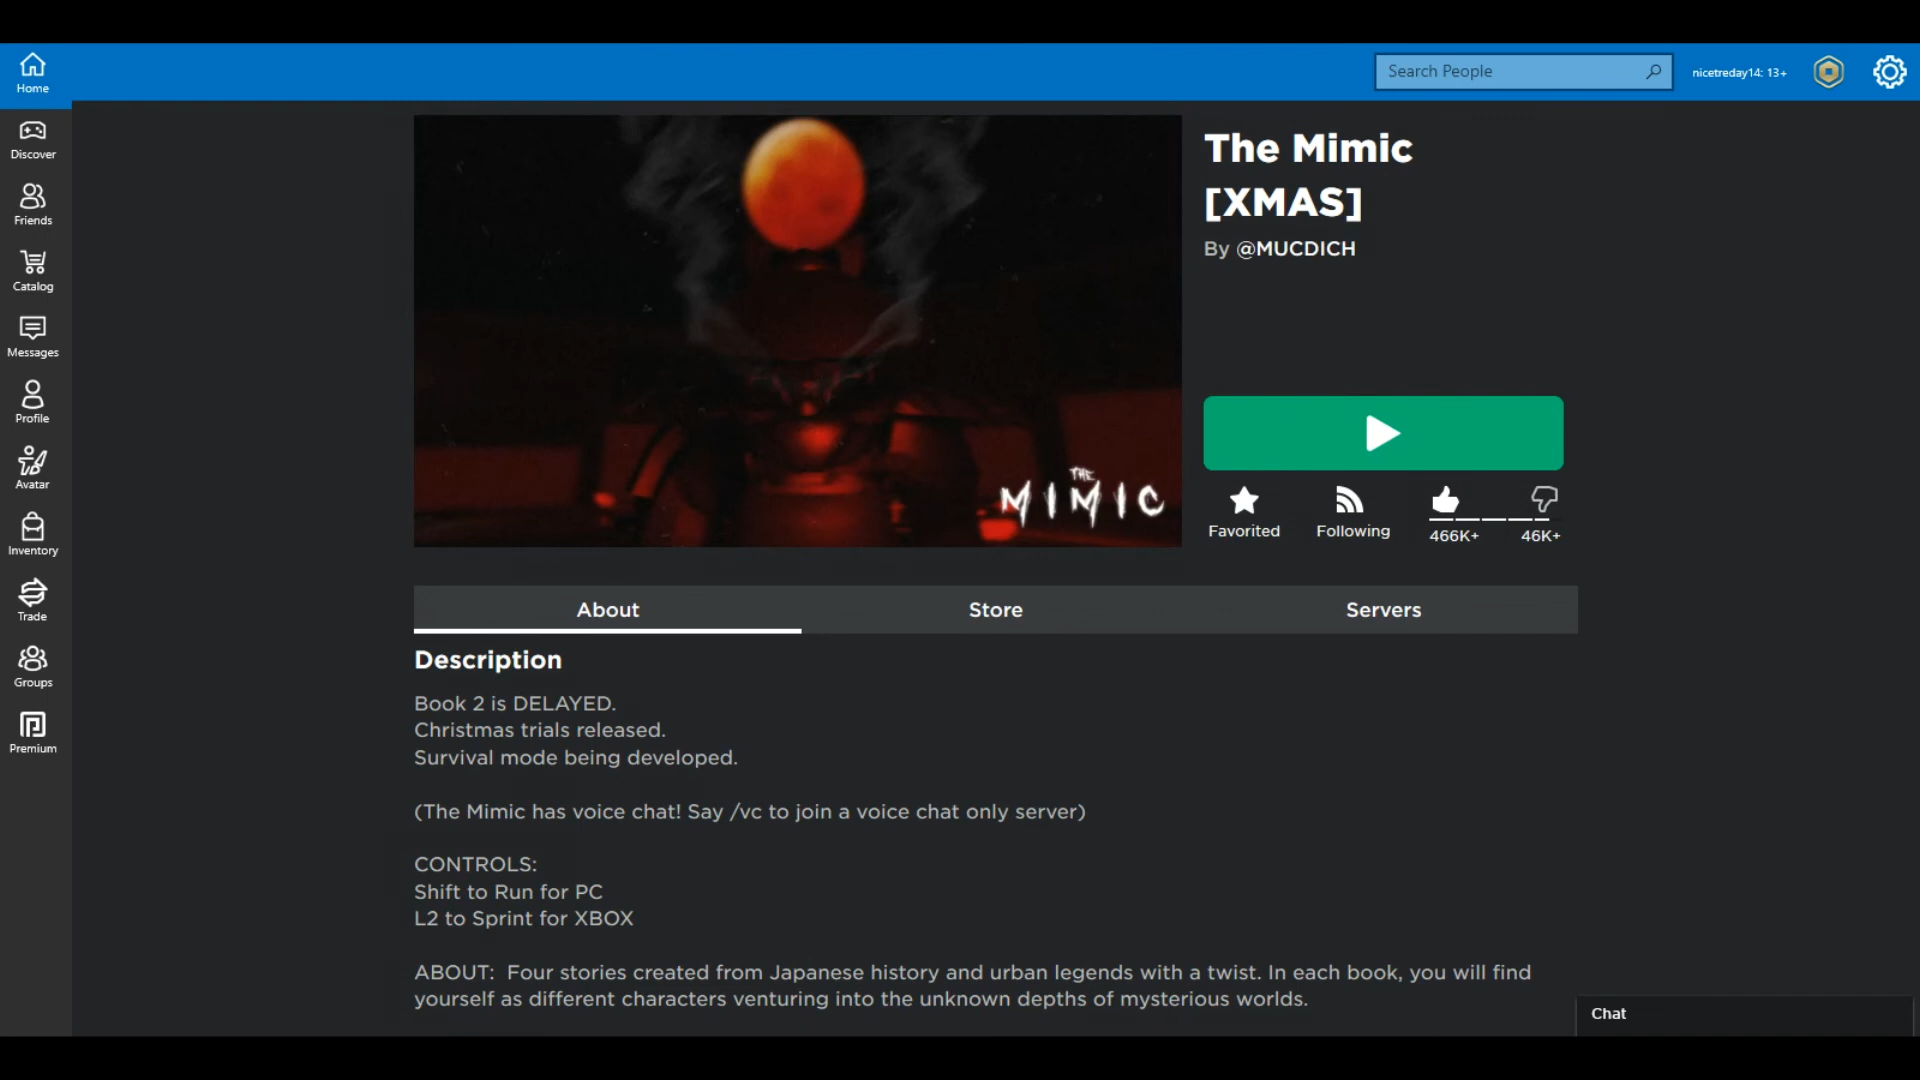 Home
Search People
nicetreday14: 13+
Discover
Friends
Catalog
Messages
Profile
Avatar
Inventory
Trade
Groups
Premium
THE
MIMIC
The Mimic
[XMAS]
By @MUCDICH
Favorited
Following
466K+
46K+
About
Store
Servers
Description
Book 2 is DELAYED.
Christmas trials released.
Survival mode being developed.
(The Mimic has voice chat! Say /vc to join a voice chat only server)
CONTROLS:
Shift to Run for PC
L2 to Sprint for XBOX
ABOUT:  Four stories created from Japanese history and urban legends with a twist. In each book, you will find
yourself as different characters venturing into the unknown depths of mysterious worlds.
Chat